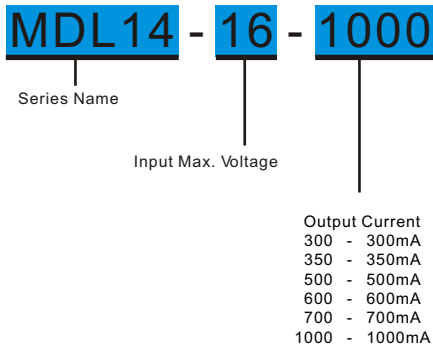 MDL14 - 16 - 1000
Series Name
Input Max. Voltage
Output Current
300 - 300mA
350 - 350mA
500 - 500mA
600 - 600mA
700 - 700mA
1000 - 1000mA